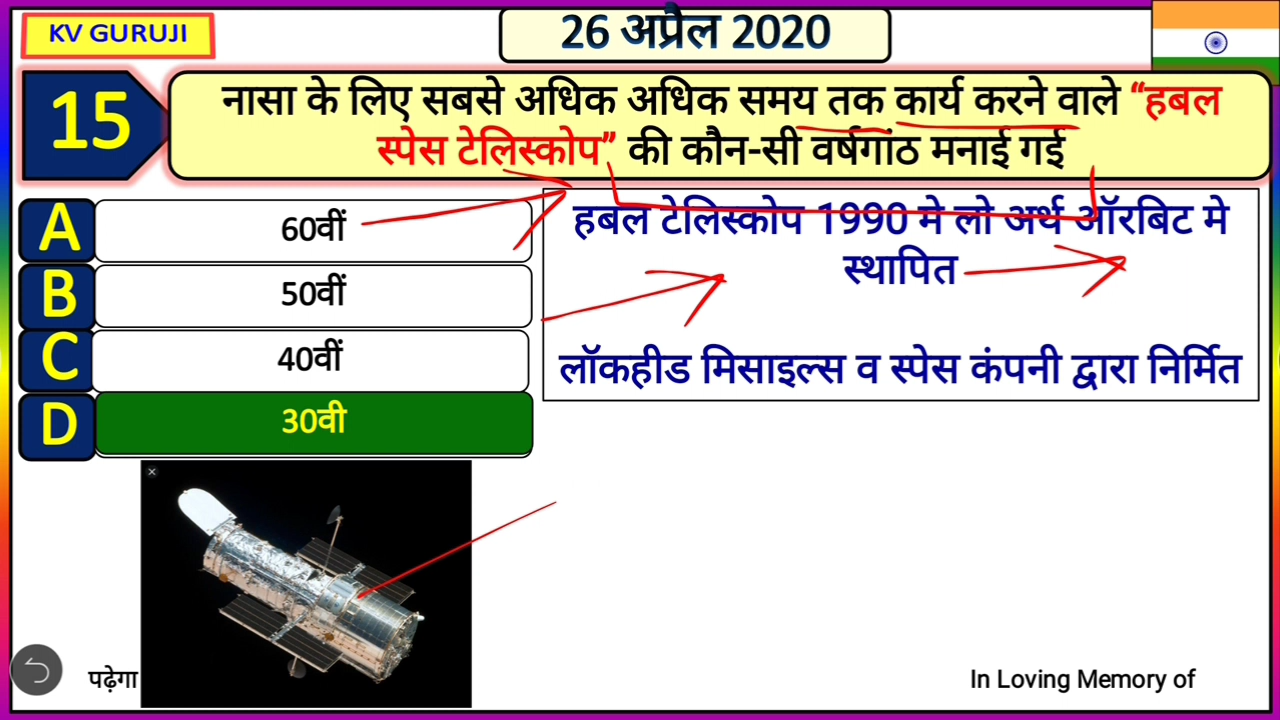 KV GURUJI
26 अप्रैल 2020
15
नासा के लिए सबसे अधिक अधिक समय तक कार्य करने वाले “हबल
स्पेस टेलिस्कोप” की कौन-सी वर्षगांठ मनाई गई
A
60वीं
B
50वीं
C
40वीं
D
30वी
हबल टेलिस्कोप 1990 मे लो अर्थ ऑरबिट मे
स्थापित
लॉकहीड मिसाइल्स व स्पेस कंपनी द्वारा निर्मित
पढ़ेगा
In Loving Memory of